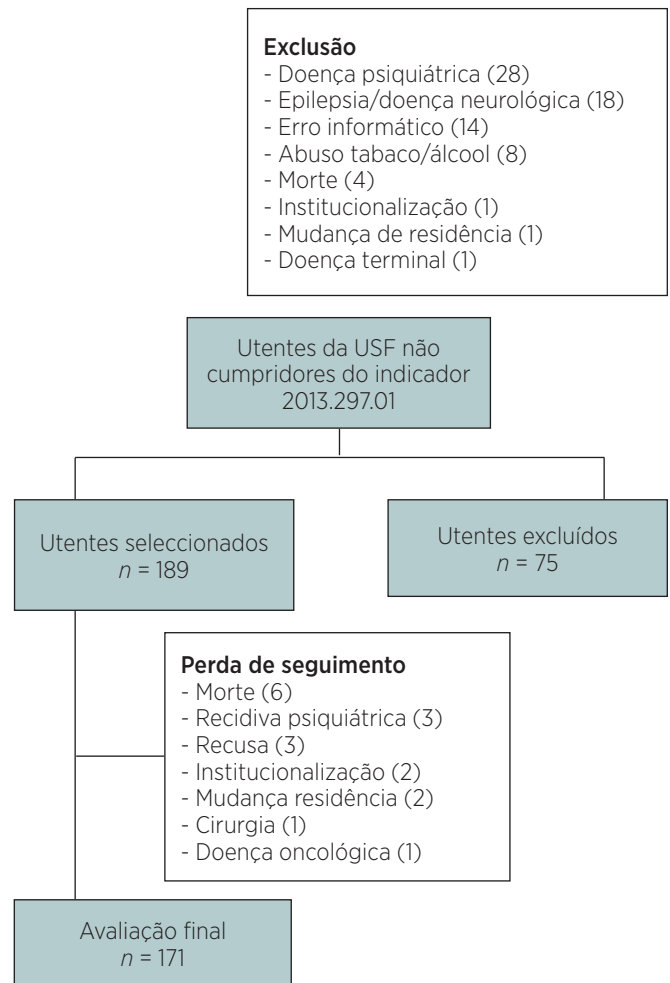 Exclusão
- Doença psiquiátrica (28)
- Epilepsia/doença neurológica (18)
- Erro informático (14)
- Abuso tabaco/álcool (8)
- Morte (4)
- Institucionalização (1)
- Mudança de residência (1)
- Doença terminal (1)
Utentes da USF não
cumpridores do indicador
2013.297.01
Utentes seleccionados
n = 189
Utentes excluídos
n = 75
Perda de seguimento
- Morte (6)
- Recidiva psiquiátrica (3)
- Recusa (3)
- Institucionalização (2)
- Mudança residência (2)
- Cirurgia (1)
- Doença oncológica (1)
Avaliação final
n = 171